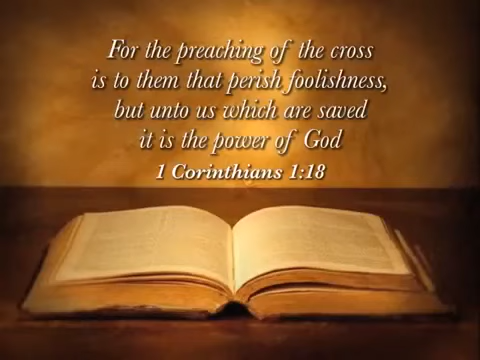 For the preaching of the cross
is to them that perish foolishness,
but unto us which are saved
it is the power of God
1 Corinthians 1:18